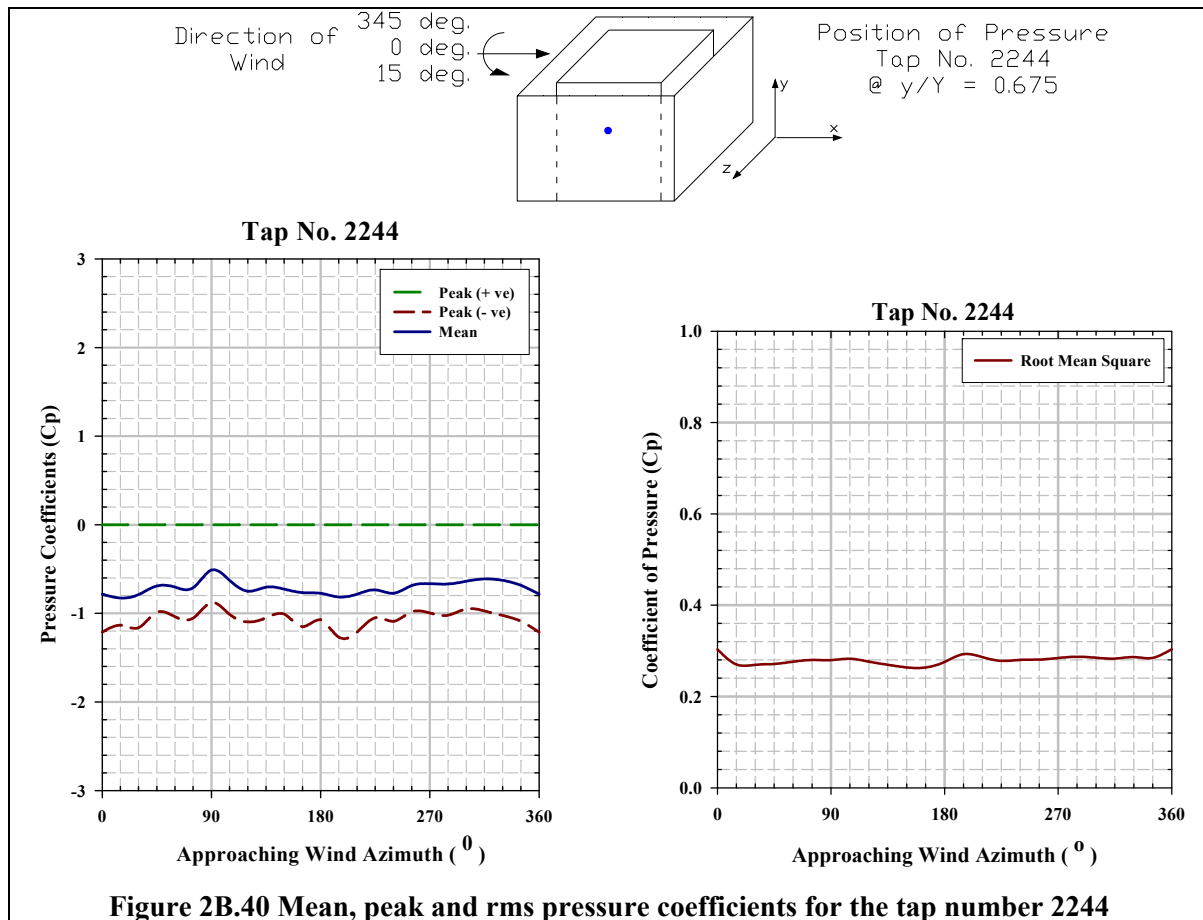 Direction of Wind
345 deg.
0 deg.
15 deg.
Position of Pressure
Tap No. 2244
@ y/Y = 0.675
y
x
z
Tap No. 2244
Peak (+ ve)
Peak (- ve)
Mean
3
2
1
0
-1
-2
-3
Pressure Coefficients (Cp)
0
90
180
270
360
Approaching Wind Azimuth ( 0 )
Tap No. 2244
Root Mean Square
1.0
0.8
0.6
0.4
0.2
0.0
Coefficient of Pressure (Cp)
0
90
180
270
360
Approaching Wind Azimuth ( o )
Figure 2B.40 Mean, peak and rms pressure coefficients for the tap number 2244